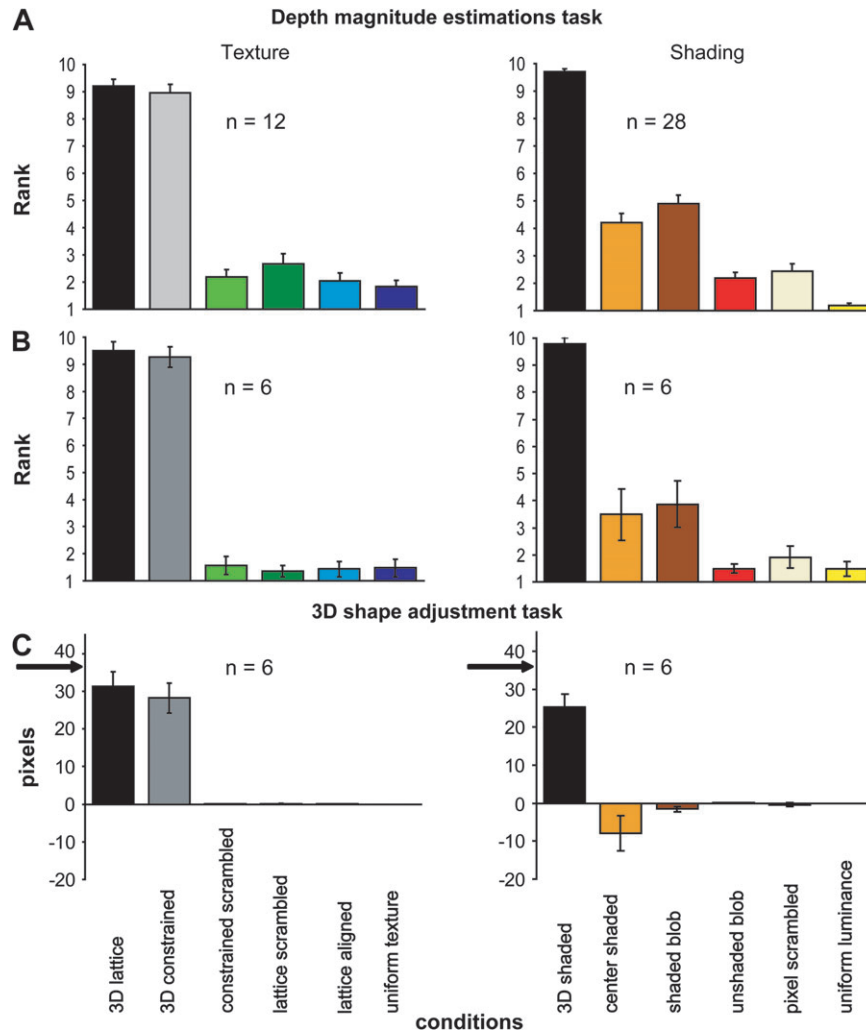 A Depth magnitude estimations task
Texture
Shading
10
9
8
7
6
5
4
3
2
1
Rank
n = 12
10
9
8
7
6
5
4
3
2
1
Rank
n = 28
B
10
9
8
7
6
5
4
3
2
1
Rank
n = 6
10
9
8
7
6
5
4
3
2
1
n = 6
3D shape adjustment task
C
40
30
20
10
0
-10
-20
pixels
n = 6
40
30
20
10
0
-10
-20
n = 6
3D lattice
3D constrained
constrained scrambled
lattice scrambled
lattice aligned
uniform texture
3D shaded
center shaded
shaded blob
unshaded blob
pixel scrambled
uniform luminance
conditions